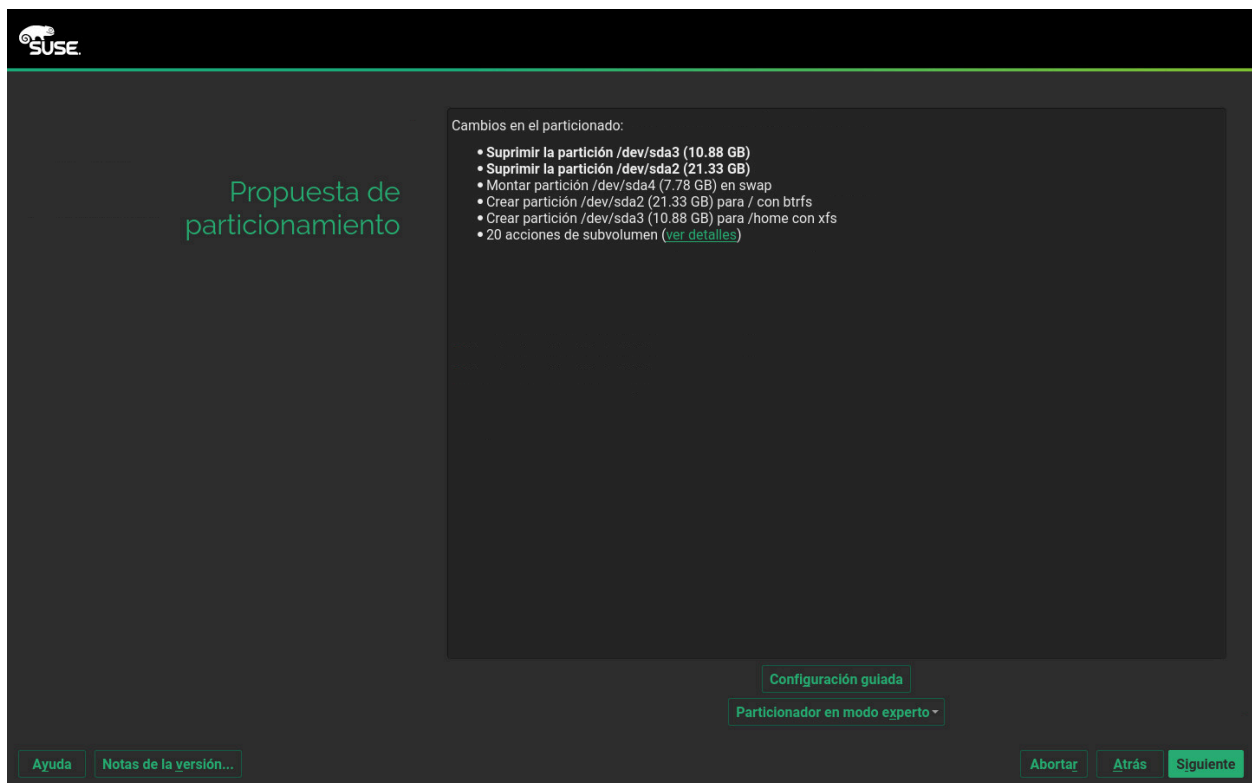 SUSE.
Propuesta de
particionamiento
Cambios en el particionado:
• Suprimir la partición /dev/sda3 (10.88 GB)
• Suprimir la partición /dev/sda2 (21.33 GB)
• Montar partición /dev/sda4 (7.78 GB) en swap
• Crear partición /dev/sda2 (21.33 GB) para / con btrfs
• Crear partición /dev/sda3 (10.88 GB) para /home con xfs
• 20 acciones de subvolumen (ver detalles)
Configuración guiada
Particionador en modo experto
Ayuda Notas de la versión... Abortar Atrás Siguiente